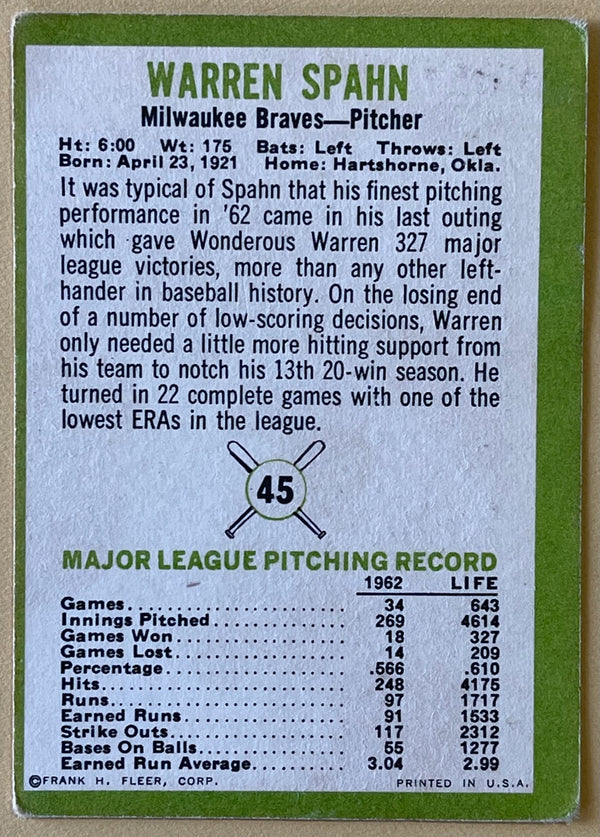 WARREN SPAHN
Milwaukee Braves—Pitcher
Ht: 6:00 Wt: 175 Bats: Left Throws: Left
Born: April 23, 1921 Home: Hartshorne, Okla.
It was typical of Spahn that his finest pitching
performance in '62 came in his last outing
which gave Wonderous Warren 327 major
league victories, more than any other left-
hander in baseball history. On the losing end
of a number of low-scoring decisions, Warren
only needed a little more hitting support from
his team to notch his 13th 20-win season. He
turned in 22 complete games with one of the
lowest ERAs in the league.
45
MAJOR LEAGUE PITCHING RECORD
1962 LIFE
Games 34 643
Innings Pitched 269 4614
Games Won 18 327
Games Lost 14 209
Percentage .566 .610
Hits 248 4175
Runs 97 1717
Earned Runs 91 1533
Strike Outs 117 2312
Bases On Balls 55 1277
Earned Run Average 3.04 2.99
©FRANK H. FLEER, CORP. PRINTED IN U.S.A.